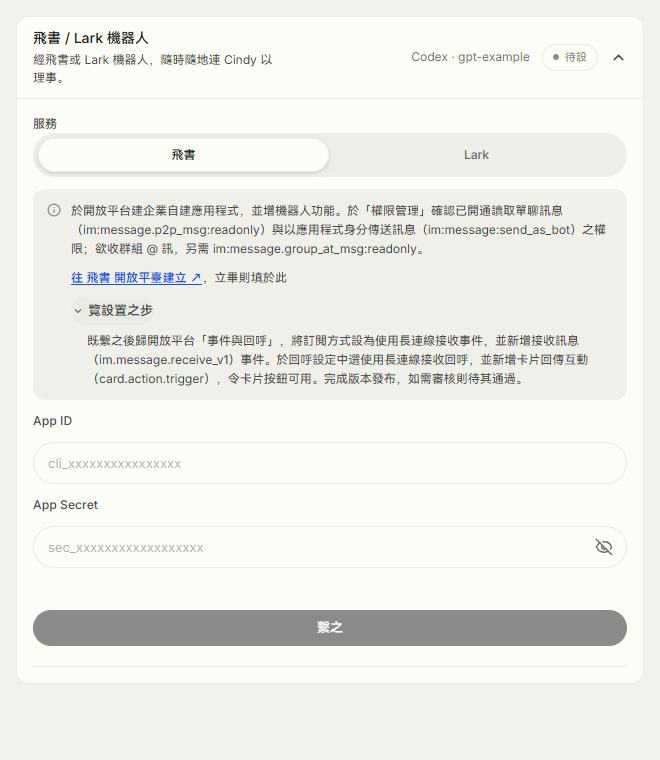 飛書 / Lark 機器人
經飛書或 Lark 機器人，隨時隨地連 Cindy 以
理事。
Codex · gpt-example
待設
服務
飛書
Lark
於開放平台建企業自建應用程式，並增機器人功能。於「權限管理」確認已開通讀取單聊訊息
（im:message.p2p_msg:readonly）與以應用程式身分傳送訊息（im:message:send_as_bot）之權
限；欲收群組 @ 訊，另需 im:message.group_at_msg:readonly。
往 飛書 開放平臺建立 ↗，立畢則填於此
覽設置之步
既繫之後歸開放平台「事件與回呼」，將訂閱方式設為使用長連線接收事件，並新增接收訊息
（im.message.receive_v1）事件。於回呼設定中選使用長連線接收回呼，並新增卡片回傳互動
（card.action.trigger），令卡片按鈕可用。完成版本發布，如需審核則待其通過。
App ID
cli_xxxxxxxxxxxxxxxx
App Secret
sec_xxxxxxxxxxxxxxxxxx
繫之